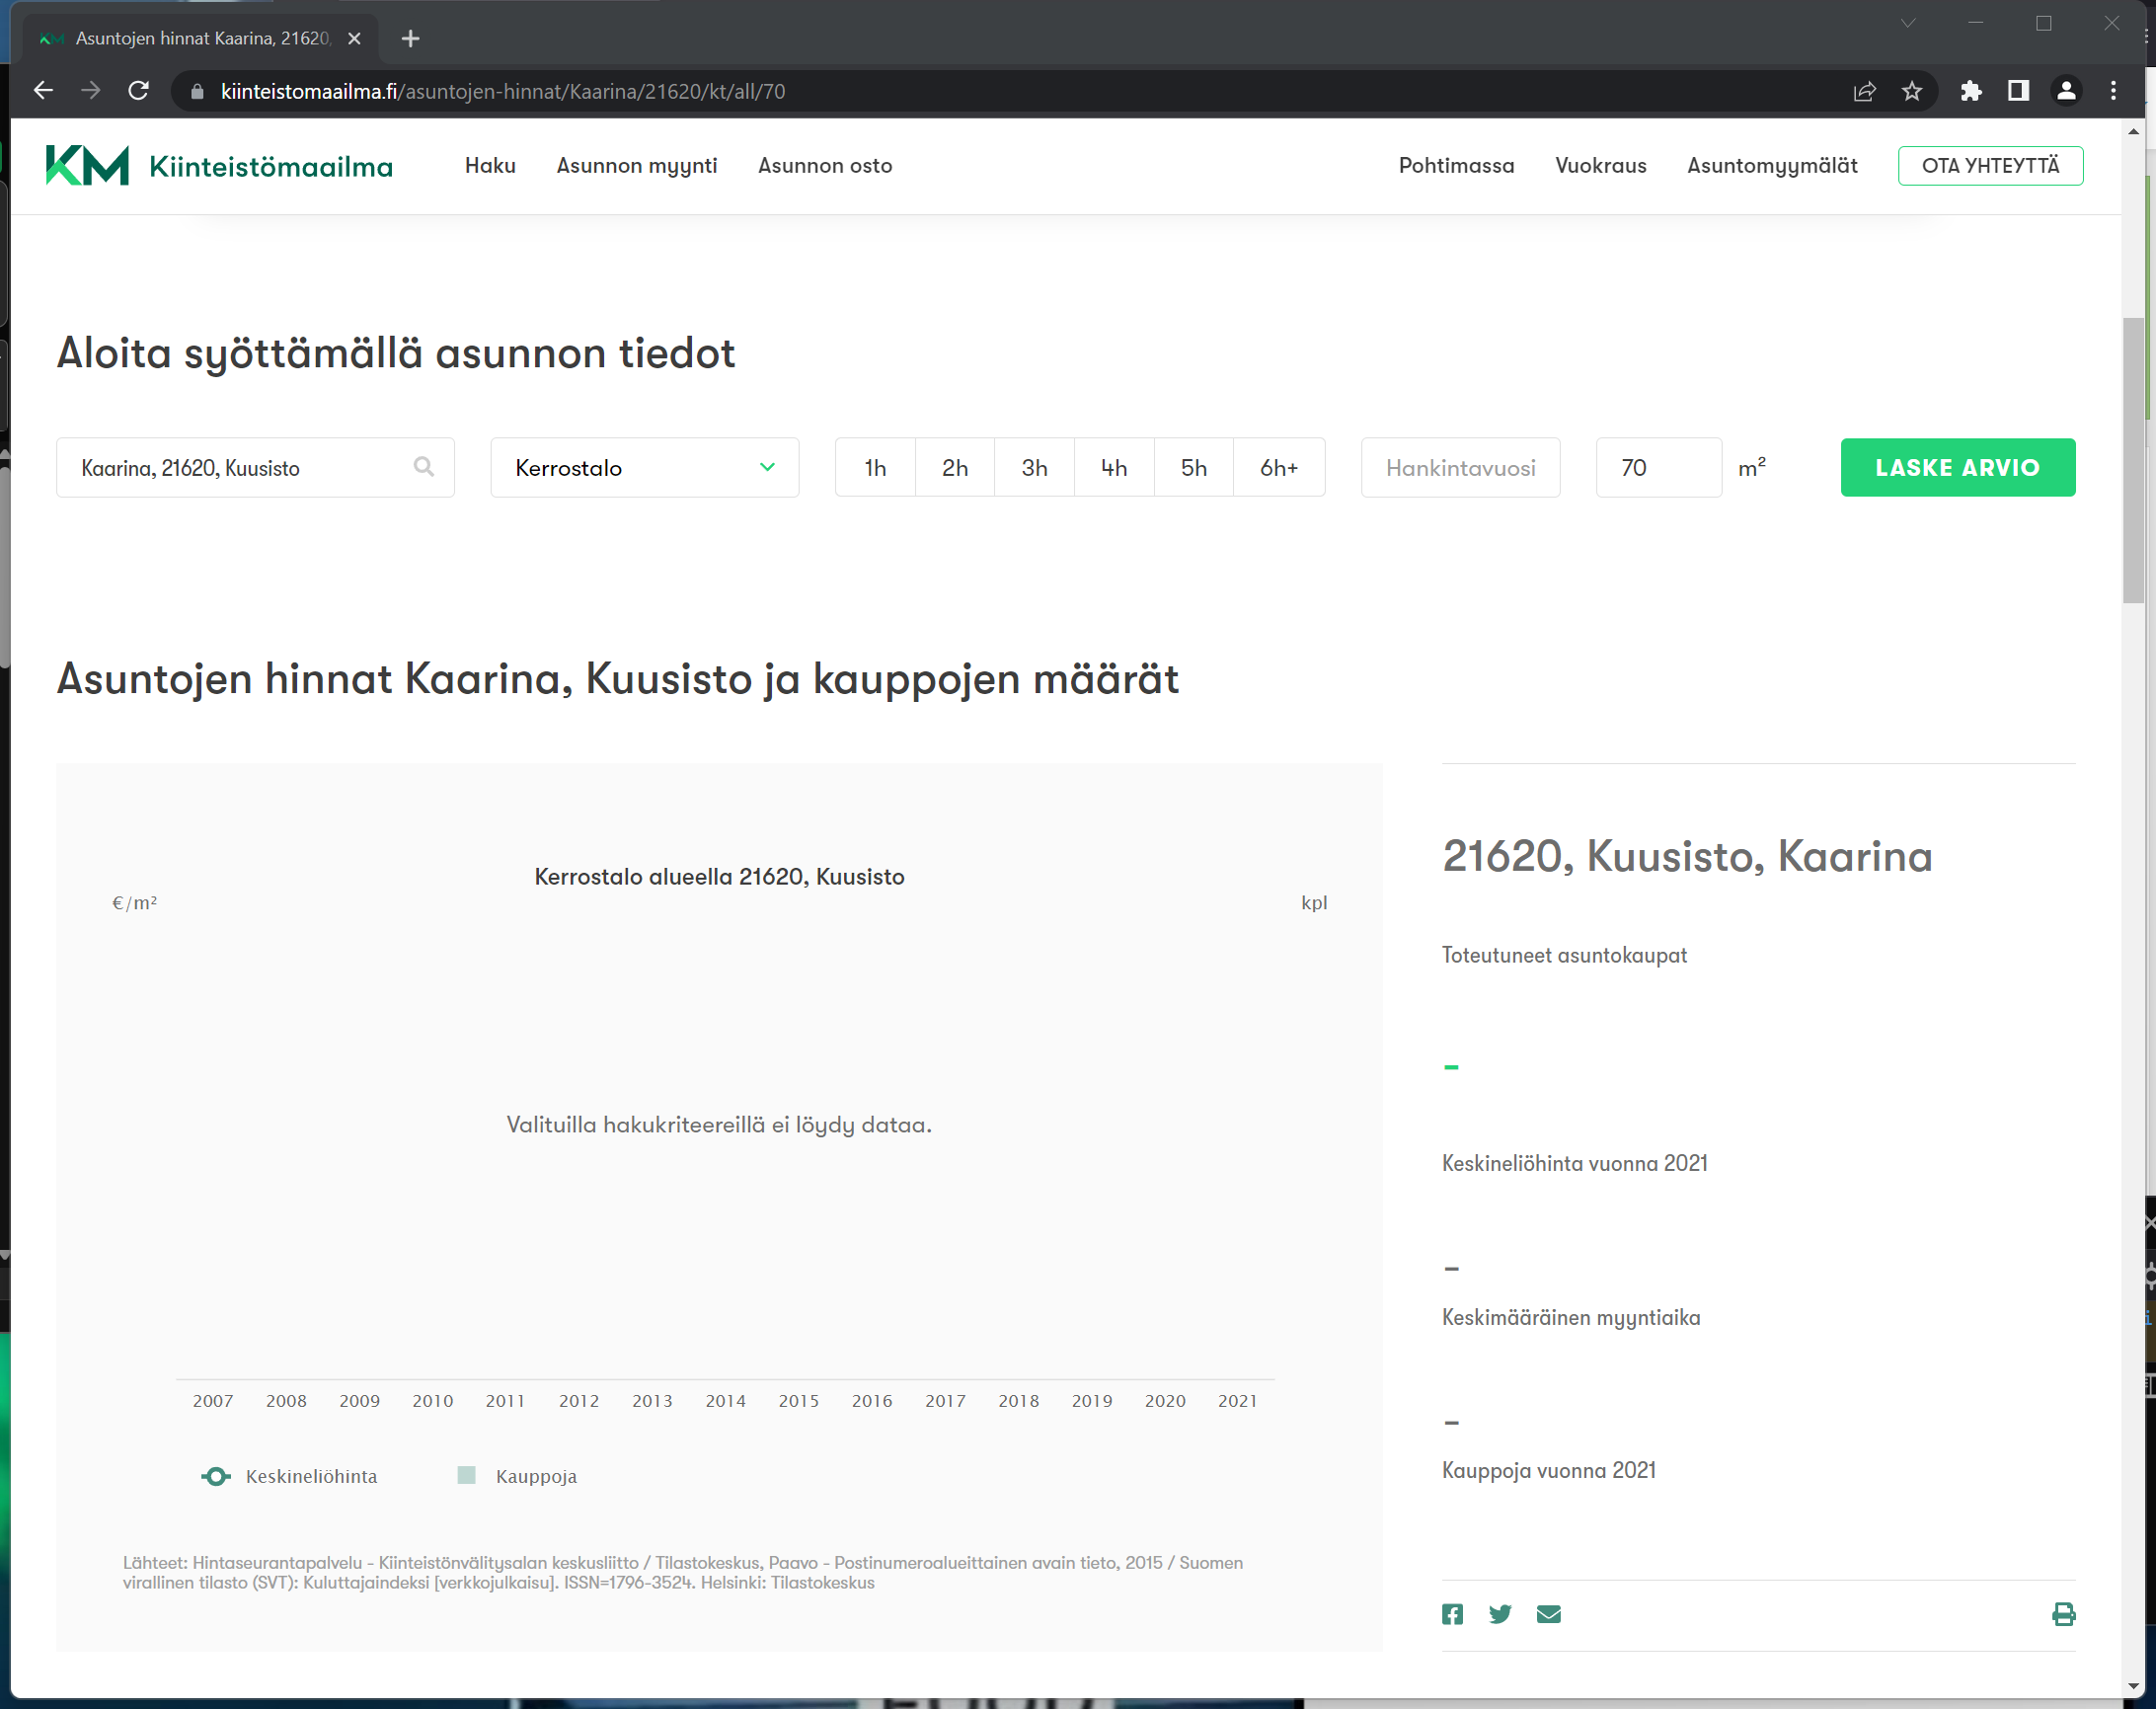 Asuntojen hinnat Kaarina, 21620,
kiinteistomaailma.fi/asuntojen-hinnat/Kaarina/21620/kt/all/70
KM Kiinteistömaailma Haku Asunnon myynti Asunnon osto Pohtimassa Vuokraus Asuntomyymälät OTA YHTEYTTÄ
Aloita syöttämällä asunnon tiedot
Kaarina, 21620, Kuusisto Kerrostalo 1h 2h 3h 4h 5h 6h+ Hankintavuosi 70 m² LASKE ARVIO
Asuntojen hinnat Kaarina, Kuusisto ja kauppojen määrät
Kerrostalo alueella 21620, Kuusisto
€/m² kpl
Valituilla hakukriteereillä ei löydy dataa.
2007 2008 2009 2010 2011 2012 2013 2014 2015 2016 2017 2018 2019 2020 2021
Keskineliöhinta Kauppoja
Lähteet: Hintaseurantapalvelu - Kiinteistönvälitysalan keskusliitto / Tilastokeskus, Paavo - Postinumeroalueittainen avain tieto, 2015 / Suomen
virallinen tilasto (SVT): Kuluttajaindeksi [verkkojulkaisu]. ISSN=1796-3524. Helsinki: Tilastokeskus
21620, Kuusisto, Kaarina
Toteutuneet asuntokaupat
-
Keskineliöhinta vuonna 2021
-
Keskimääräinen myyntiaika
-
Kauppoja vuonna 2021